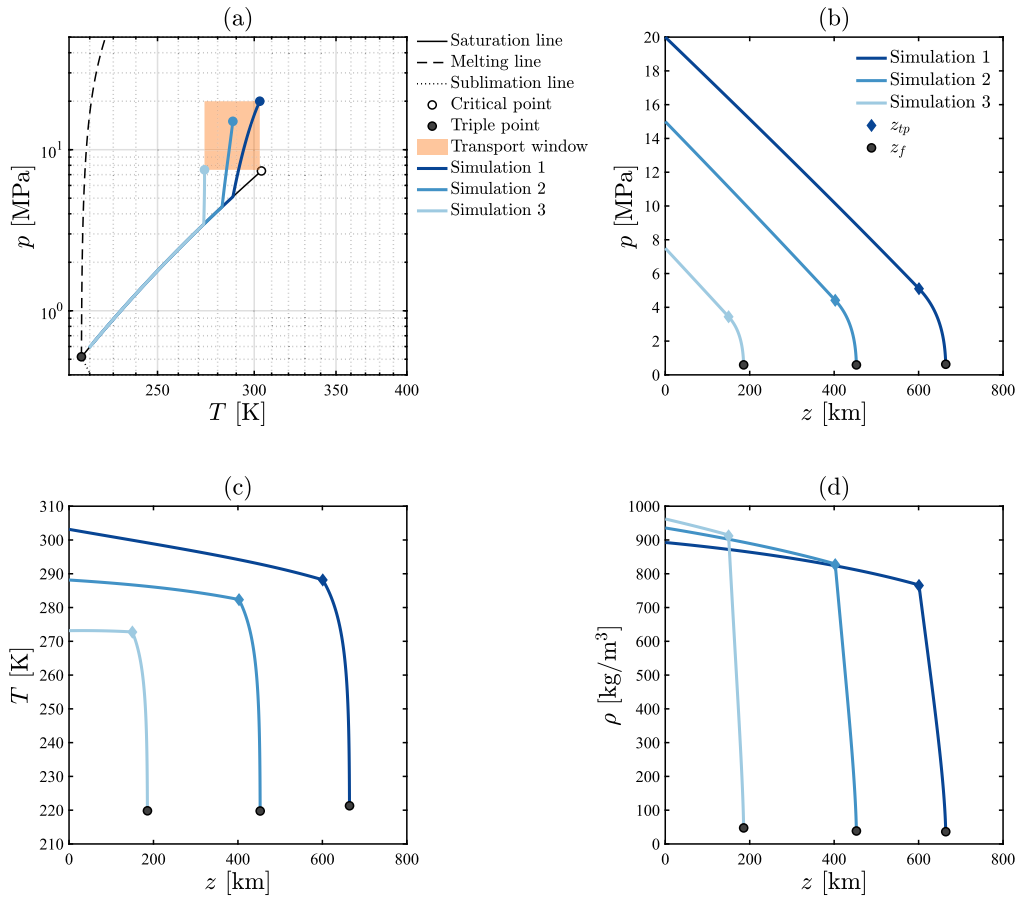 (a)
p [MPa]
10¹
10⁰
250
300
350
400
T [K]
Saturation line
Melting line
Sublimation line
Critical point
Triple point
Transport window
Simulation 1
Simulation 2
Simulation 3
(b)
p [MPa]
20
18
16
14
12
10
8
6
4
2
0
0
200
400
600
800
z [km]
Simulation 1
Simulation 2
Simulation 3
z_tp
z_f
(c)
T [K]
310
300
290
280
270
260
250
240
230
220
210
0
200
400
600
800
z [km]
(d)
ρ [kg/m³]
1000
900
800
700
600
500
400
300
200
100
0
0
200
400
600
800
z [km]